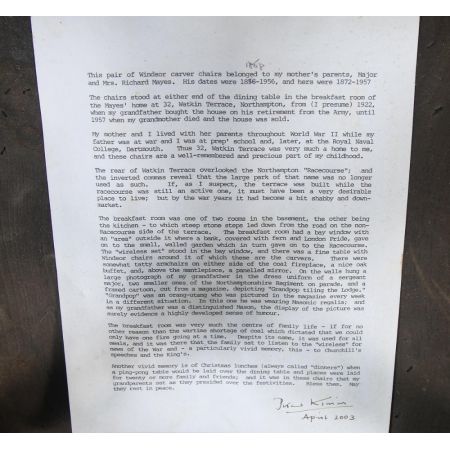 1868
This pair of Windsor carver chairs belonged to my mother's parents, Major
and Mrs. Richard Mayes. His dates were 1886-1956, and hers were 1872-1957
The chairs stood at either end of the dining table in the breakfast room of
the Mayes' home at 32, Watkin Terrace, Northampton, from (I presume) 1922,
when my grandfather bought the house on his retirement from the Army, until
1957 when my grandmother died and the house was sold.
My mother and I lived with her parents throughout World War II while my
father was at war and I was at prep' school and, later, at the Royal Naval
College, Dartmouth. Thus 32, Watkin Terrace was very much a home to me,
and these chairs are a well-remembered and precious part of my childhood.
The rear of Watkin Terrace overlooked the Northampton "Racecourse"; and
the inverted commas reveal that the large park of that name was no longer
used as such. If, as I suspect, the terrace was built while the
racecourse was still an active one, it must have been a very desirable
place to live; but by the war years it had become a bit shabby and down-
market.
The breakfast room was one of two rooms in the basement, the other being
the kitchen - to which steep stone steps led down from the road on the non-
Racecourse side of the terrace. The breakfast room had a bay window with
an "area" outside it where a bank, covered with fern and London Pride, gave
on to the small, walled garden which in turn gave on to the Racecourse.
The "wireless set" stood in the bay window, and there was a fine table with
Windsor chairs around it of which these are the carvers. There were
somewhat tatty armchairs on either side of the coal fireplace, a nice oak
buffet, and, above the mantlepiece, a panelled mirror. On the walls hung a
large photograph of my grandfather in the dress uniform of a sergeant
major, two smaller ones of the Northamptonshire Regiment on parade, and a
framed cartoon, cut from a magazine, depicting "Grandpop tiling the Lodge."
"Grandpop" was an orang-utang who was pictured in the magazine every week
in a different situation. In this one he was wearing Masonic regalia; and
as my grandfather was a distinguished Mason, the display of the picture was
surely evidence a highly developed sense of humour.
The breakfast room was very much the centre of family life - if for no
other reason than the wartime shortage of coal which dictated that we could
only have one fire going at a time. Despite its name, it was used for all
meals, and it was there that the family set to listen to the "wireless" for
news of the War and - a particularly vivid memory, this - to Churchill's
speeches and the King's.
Another vivid memory is of Christmas lunches (always called "dinners") when
a ping-pong table would be laid over the dining table and places were laid
for twenty or more family and friends; and it was in these chairs that my
grandparents sat as they presided over the festivities. Bless them. May
they rest in peace.
April 2003